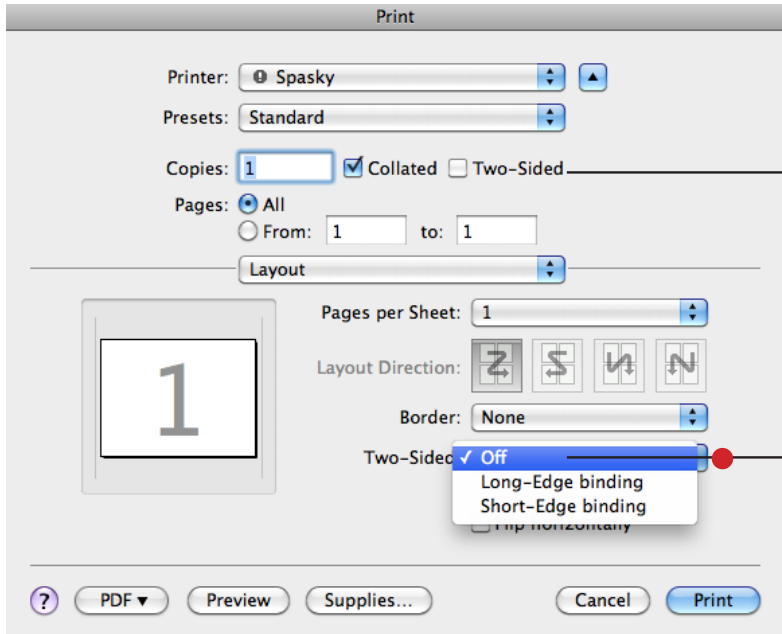 Print
Printer: Spasky
Presets: Standard
Copies: 1 Collated Two-Sided
Pages: All
From: 1 to: 1
Layout
Pages per Sheet: 1
1
Layout Direction:
Border: None
Two-Sided ✓ Off
Long-Edge binding
Short-Edge binding
Flip horizontally
? PDF ▼ Preview Supplies... Cancel Print